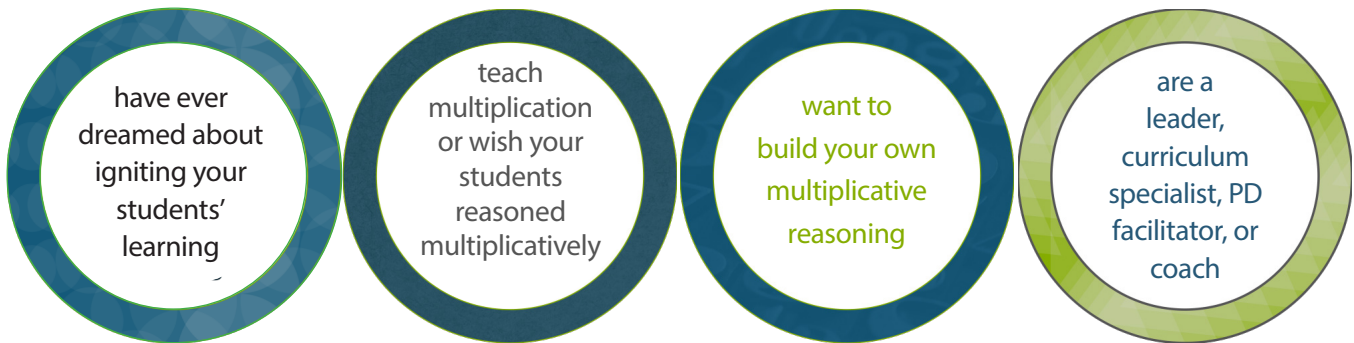 have ever
dreamed about
igniting your
students’
learning
teach
multiplication
or wish your
students
reasoned
multiplicatively
want to
build your own
multiplicative
reasoning
are a
leader,
curriculum
specialist, PD
facilitator, or
coach